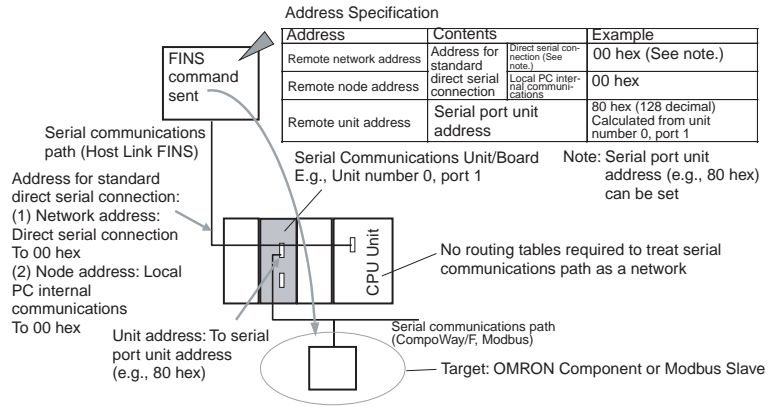 Address Specification
Address Contents Example
Remote network address
Address for standard direct serial connection
Direct serial connection (See note.)
00 hex (See note.)
Remote node address
Local PC internal communications
00 hex
Remote unit address
Serial port unit address
80 hex (128 decimal)
Calculated from unit
number 0, port 1
FINS
command
sent
Serial communications
path (Host Link FINS)
Serial Communications Unit/Board
E.g., Unit number 0, port 1
Note: Serial port unit
address (e.g., 80 hex)
can be set
Address for standard
direct serial connection:
(1) Network address:
Direct serial connection
To 00 hex
(2) Node address: Local
PC internal
communications
To 00 hex
CPU Unit
No routing tables required to treat serial
communications path as a network
Unit address: To serial
port unit address
(e.g., 80 hex)
Serial communications path
(CompoWay/F, Modbus)
Target: OMRON Component or Modbus Slave